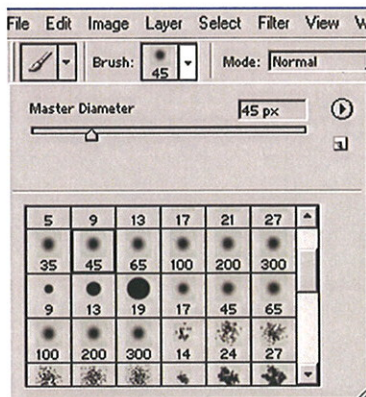 File Edit Image Layer Select Filter View
Brush: 45 Mode: Normal
Master Diameter 45 px
5 9 13 17 21 27
35 45 65 100 200 300
9 13 19 17 45 65
100 200 300 14 24 27